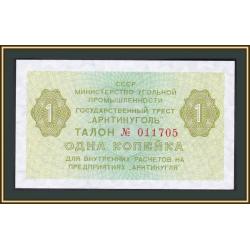 СССР
МИНИСТЕРСТВО УГОЛЬНОЙ
ПРОМЫШЛЕННОСТИ
ГОСУДАРСТВЕННЫЙ ТРЕСТ
"АРКТИКУГОЛЬ"
1 ТАЛОН № 011705 1
ОДНА КОПЕЙКА
ДЛЯ ВНУТРЕННИХ РАСЧЕТОВ НА
ПРЕДПРИЯТИЯХ "АРКТИКУГЛЯ"